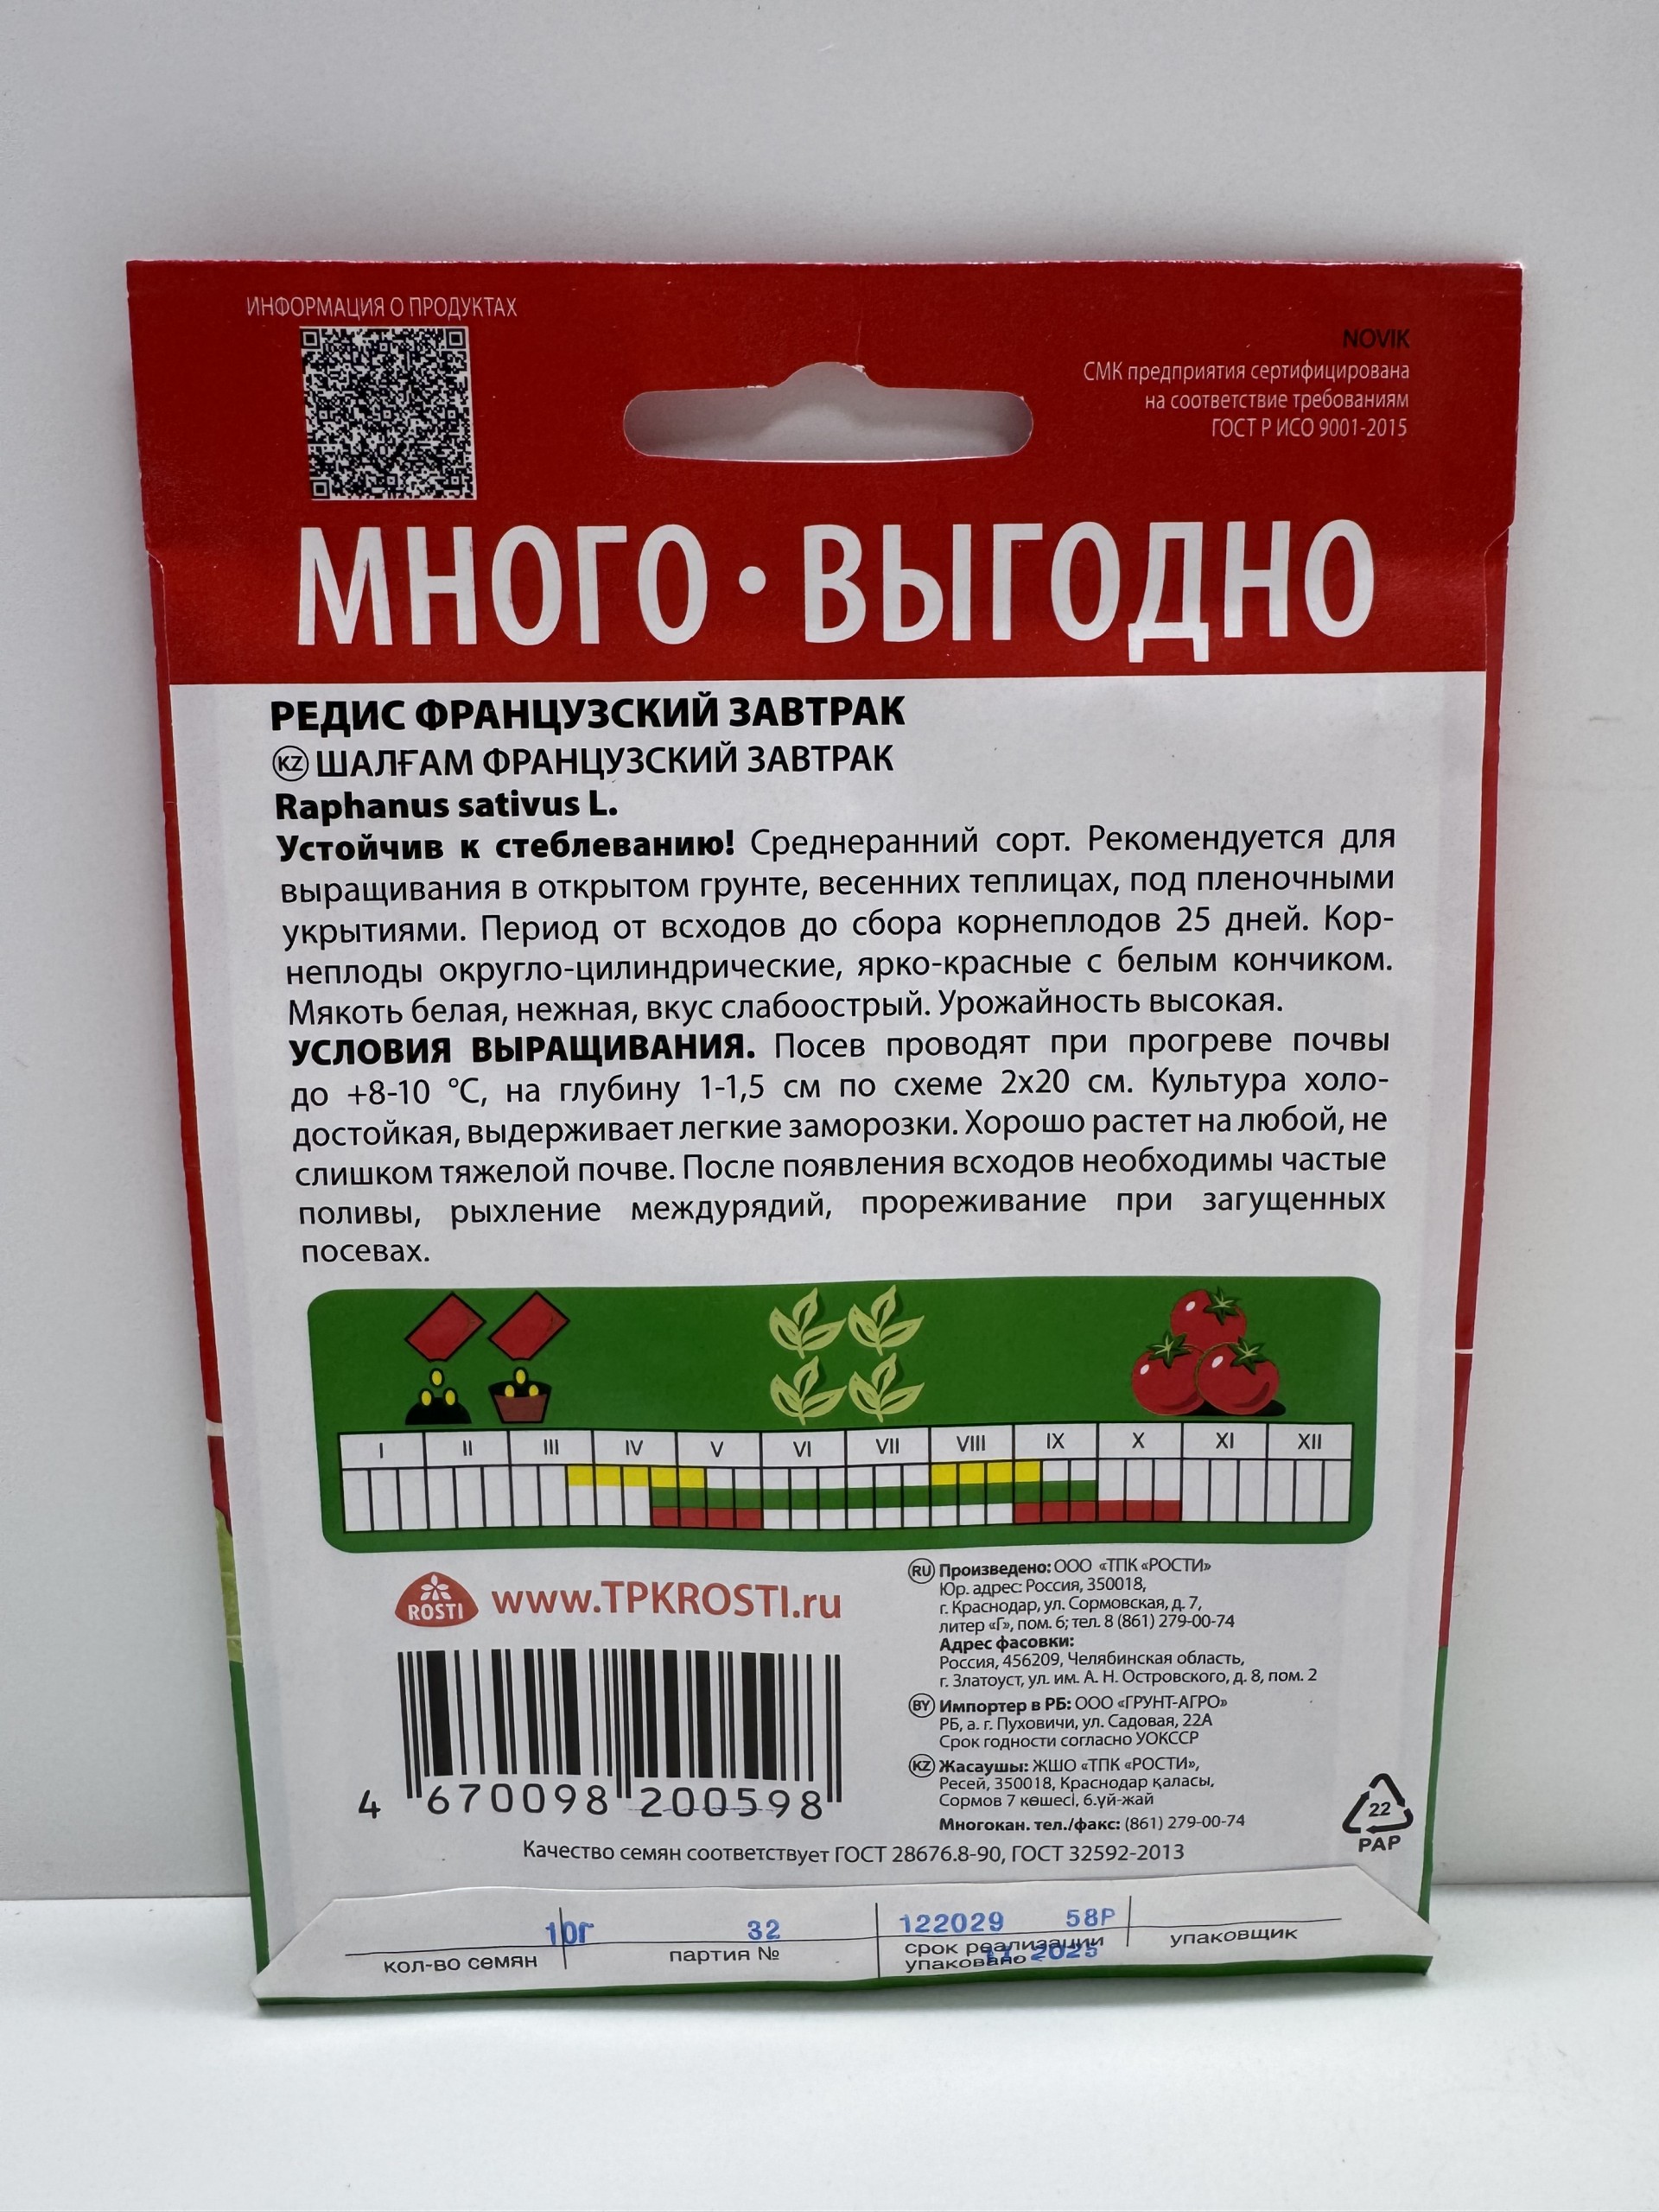 ИНФОРМАЦИЯ О ПРОДУКТАХ
NOVIK
СМК предприятия сертифицирована
на соответствие требованиям
ГОСТ Р ИСО 9001-2015
МНОГО • ВЫГОДНО
РЕДИС ФРАНЦУЗСКИЙ ЗАВТРАК
KZ ШАЛҒАМ ФРАНЦУЗСКИЙ ЗАВТРАК
Raphanus sativus L.
Устойчив к стеблеванию! Среднеранний сорт. Рекомендуется для
выращивания в открытом грунте, весенних теплицах, под пленочными
укрытиями. Период от всходов до сбора корнеплодов 25 дней. Кор-
неплоды округло-цилиндрические, ярко-красные с белым кончиком.
Мякоть белая, нежная, вкус слабоострый. Урожайность высокая.
УСЛОВИЯ ВЫРАЩИВАНИЯ. Посев проводят при прогреве почвы
до +8-10 °С, на глубину 1-1,5 см по схеме 2х20 см. Культура холо-
достойкая, выдерживает легкие заморозки. Хорошо растет на любой, не
слишком тяжелой почве. После появления всходов необходимы частые
поливы, рыхление междурядий, прореживание при загущенных
посевах.
I II III IV V VI VII VIII IX X XI XII
ROSTI www.TPKROSTI.ru
RU Произведено: ООО «ТПК «РОСТИ»
Юр. адрес: Россия, 350018,
г. Краснодар, ул. Сормовская, д. 7,
литер «Г», пом. 6; тел. 8 (861) 279-00-74
Адрес фасовки:
Россия, 456209, Челябинская область,
г. Златоуст, ул. им. А. Н. Островского, д. 8, пом. 2
BY Импортер в РБ: ООО «ГРУНТ-АГРО»
РБ, а. г. Пуховичи, ул. Садовая, 22А
Срок годности согласно УОКССР
KZ Жасаушы: ЖШО «ТПК «РОСТИ»,
Ресей, 350018, Краснодар қаласы,
Сормов 7 көшесі, 6.үй-жай
Многокан. тел./факс: (861) 279-00-74
4 670098 200598
22
PAP
Качество семян соответствует ГОСТ 28676.8-90, ГОСТ 32592-2013
10г 32 122029 58Р
кол-во семян партия № срок реализации упаковщик
упаковано 11. 2025